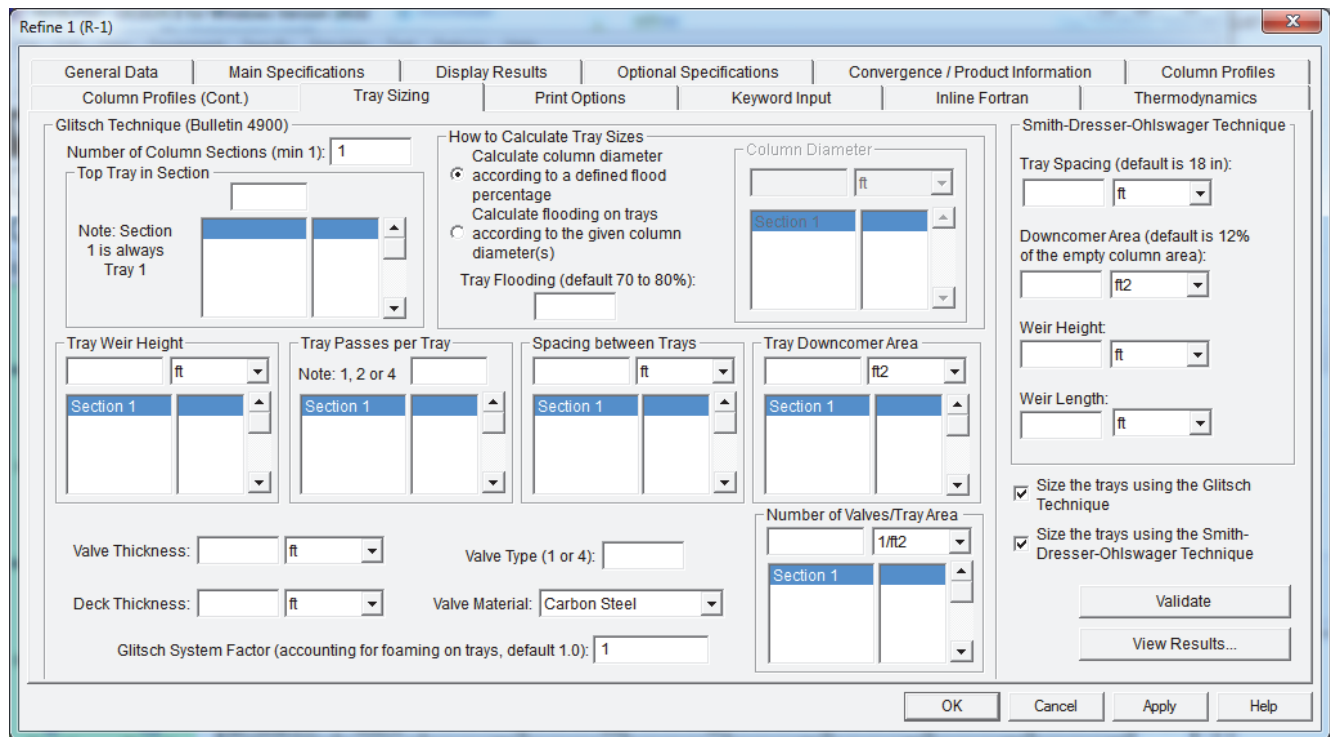 Refine 1 (R-1)
General Data
Main Specifications
Display Results
Optional Specifications
Convergence / Product Information
Column Profiles
Column Profiles (Cont.)
Tray Sizing
Print Options
Keyword Input
Inline Fortran
Thermodynamics
Glitsch Technique (Bulletin 4900)
Number of Column Sections (min 1): 1
Top Tray in Section
Note: Section
1 is always
Tray 1
How to Calculate Tray Sizes
Calculate column diameter
according to a defined flood
percentage
Calculate flooding on trays
according to the given column
diameter(s)
Tray Flooding (default 70 to 80%):
Column Diameter
ft
Section 1
Tray Weir Height
ft
Section 1
Tray Passes per Tray
Note: 1, 2 or 4
Section 1
Spacing between Trays
ft
Section 1
Tray Downcomer Area
ft2
Section 1
Valve Thickness: ft
Valve Type (1 or 4):
Deck Thickness: ft
Valve Material: Carbon Steel
Glitsch System Factor (accounting for foaming on trays, default 1.0): 1
Number of Valves/Tray Area
1/ft2
Section 1
Smith-Dresser-Ohlswager Technique
Tray Spacing (default is 18 in):
ft
Downcomer Area (default is 12%
of the empty column area):
ft2
Weir Height:
ft
Weir Length:
ft
Size the trays using the Glitsch
Technique
Size the trays using the Smith-
Dresser-Ohlswager Technique
Validate
View Results...
OK
Cancel
Apply
Help